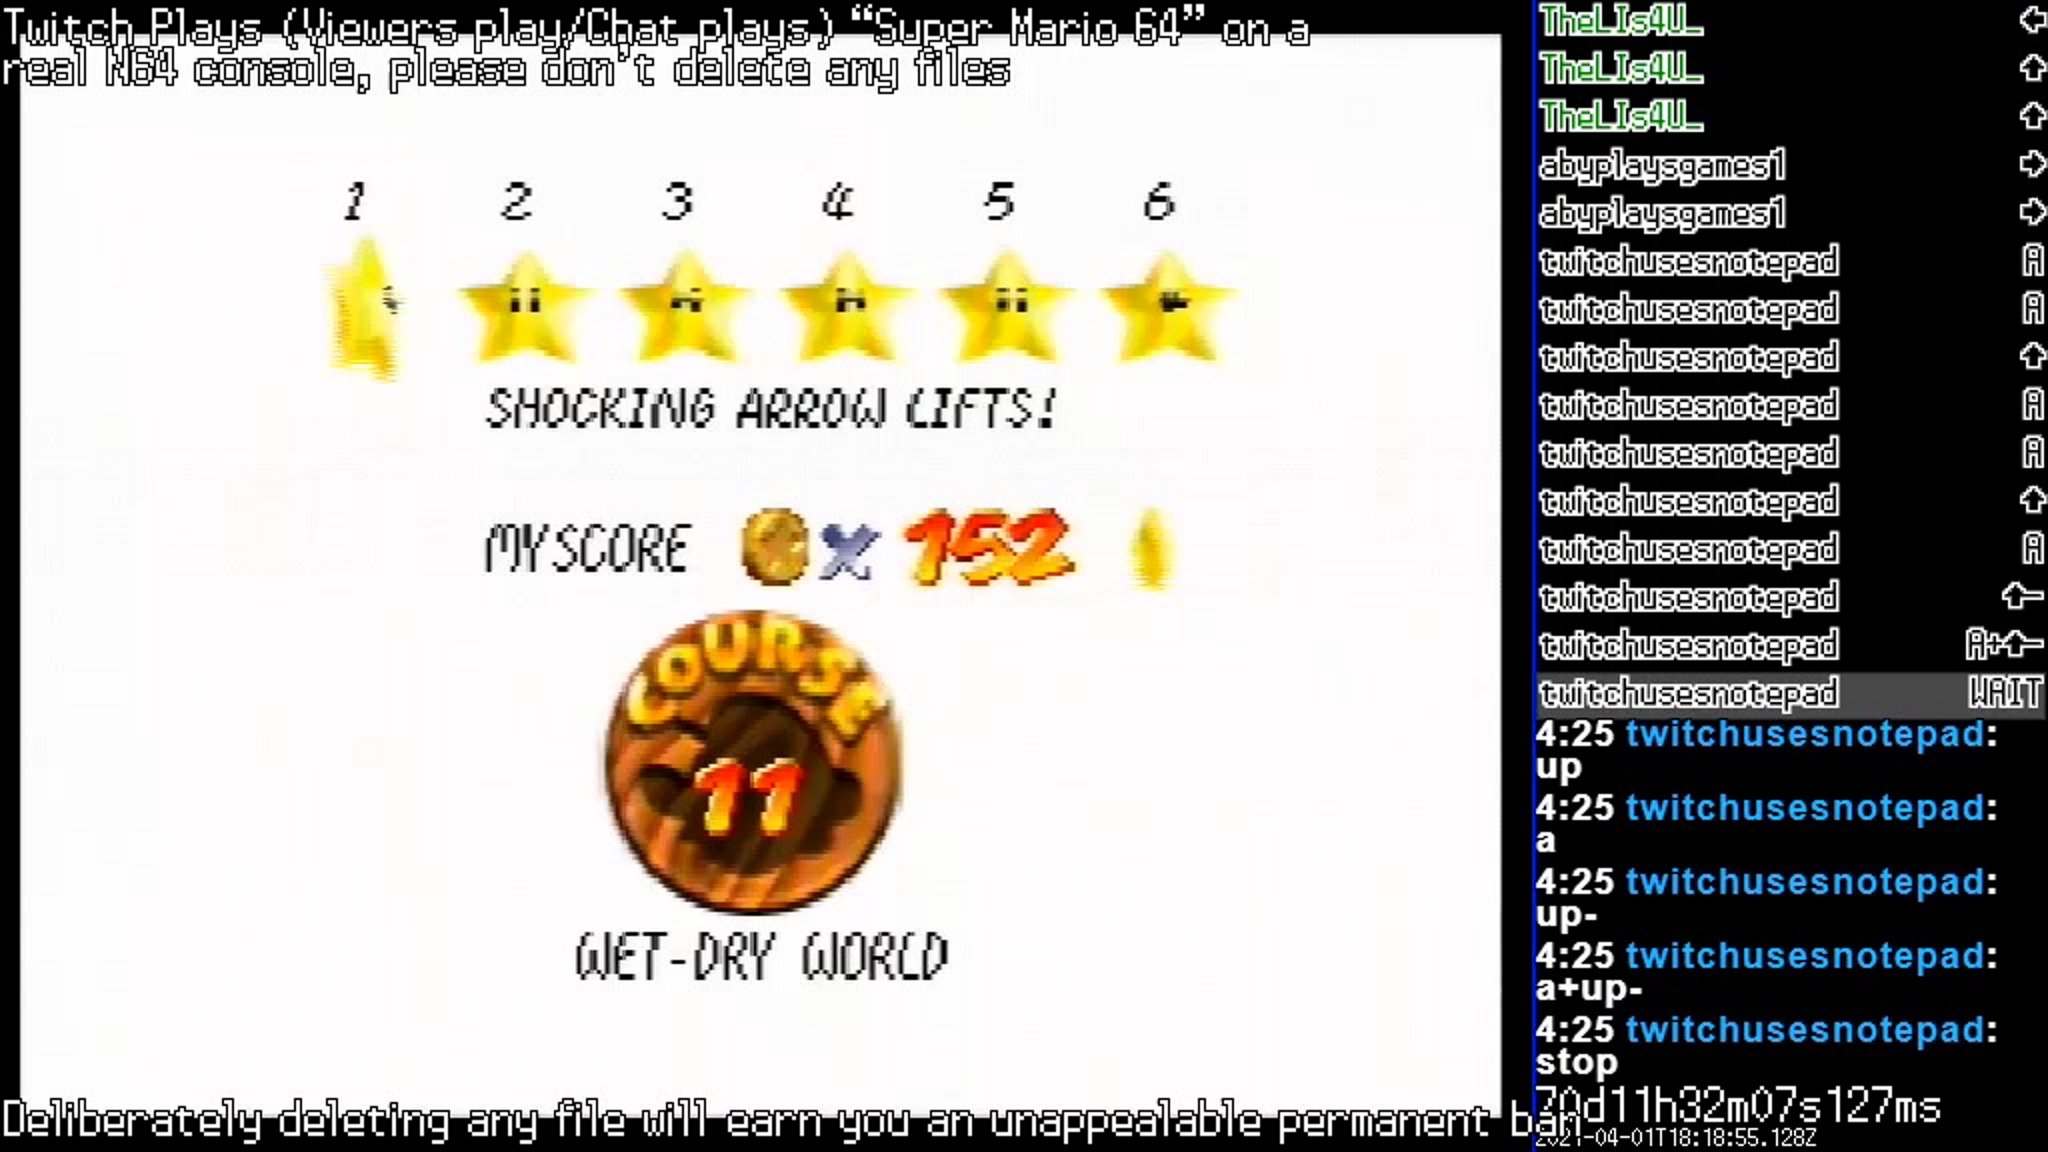 Twitch Plays (Viewers play/Chat plays) “Super Mario 64” on a
real N64 console, please don't delete any files
1 2 3 4 5 6
SHOCKING ARROW LIFTS!
MY SCORE × 152
COURSE
11
WET-DRY WORLD
Deliberately deleting any file will earn you an unappealable permanent ban
TheLIs4U_ ←
TheLIs4U_ ↑
TheLIs4U_ ↑
abyplaysgames1 →
abyplaysgames1 →
twitchusesnotepad A
twitchusesnotepad A
twitchusesnotepad ↑
twitchusesnotepad A
twitchusesnotepad A
twitchusesnotepad ↑
twitchusesnotepad A
twitchusesnotepad ↑-
twitchusesnotepad A+↑-
twitchusesnotepad WAIT
4:25 twitchusesnotepad:
up
4:25 twitchusesnotepad:
a
4:25 twitchusesnotepad:
up-
4:25 twitchusesnotepad:
a+up-
4:25 twitchusesnotepad:
stop
70d11h32m07s127ms
2021-04-01T18:18:55.128Z